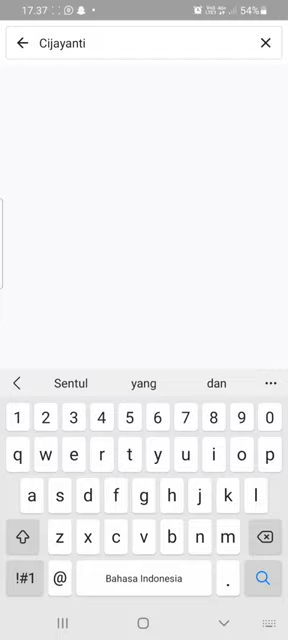 17.37
54%
Cijayanti
Sentul yang dan
1 2 3 4 5 6 7 8 9 0
q w e r t y u i o p
a s d f g h j k l
z x c v b n m
!#1 @ Bahasa Indonesia .